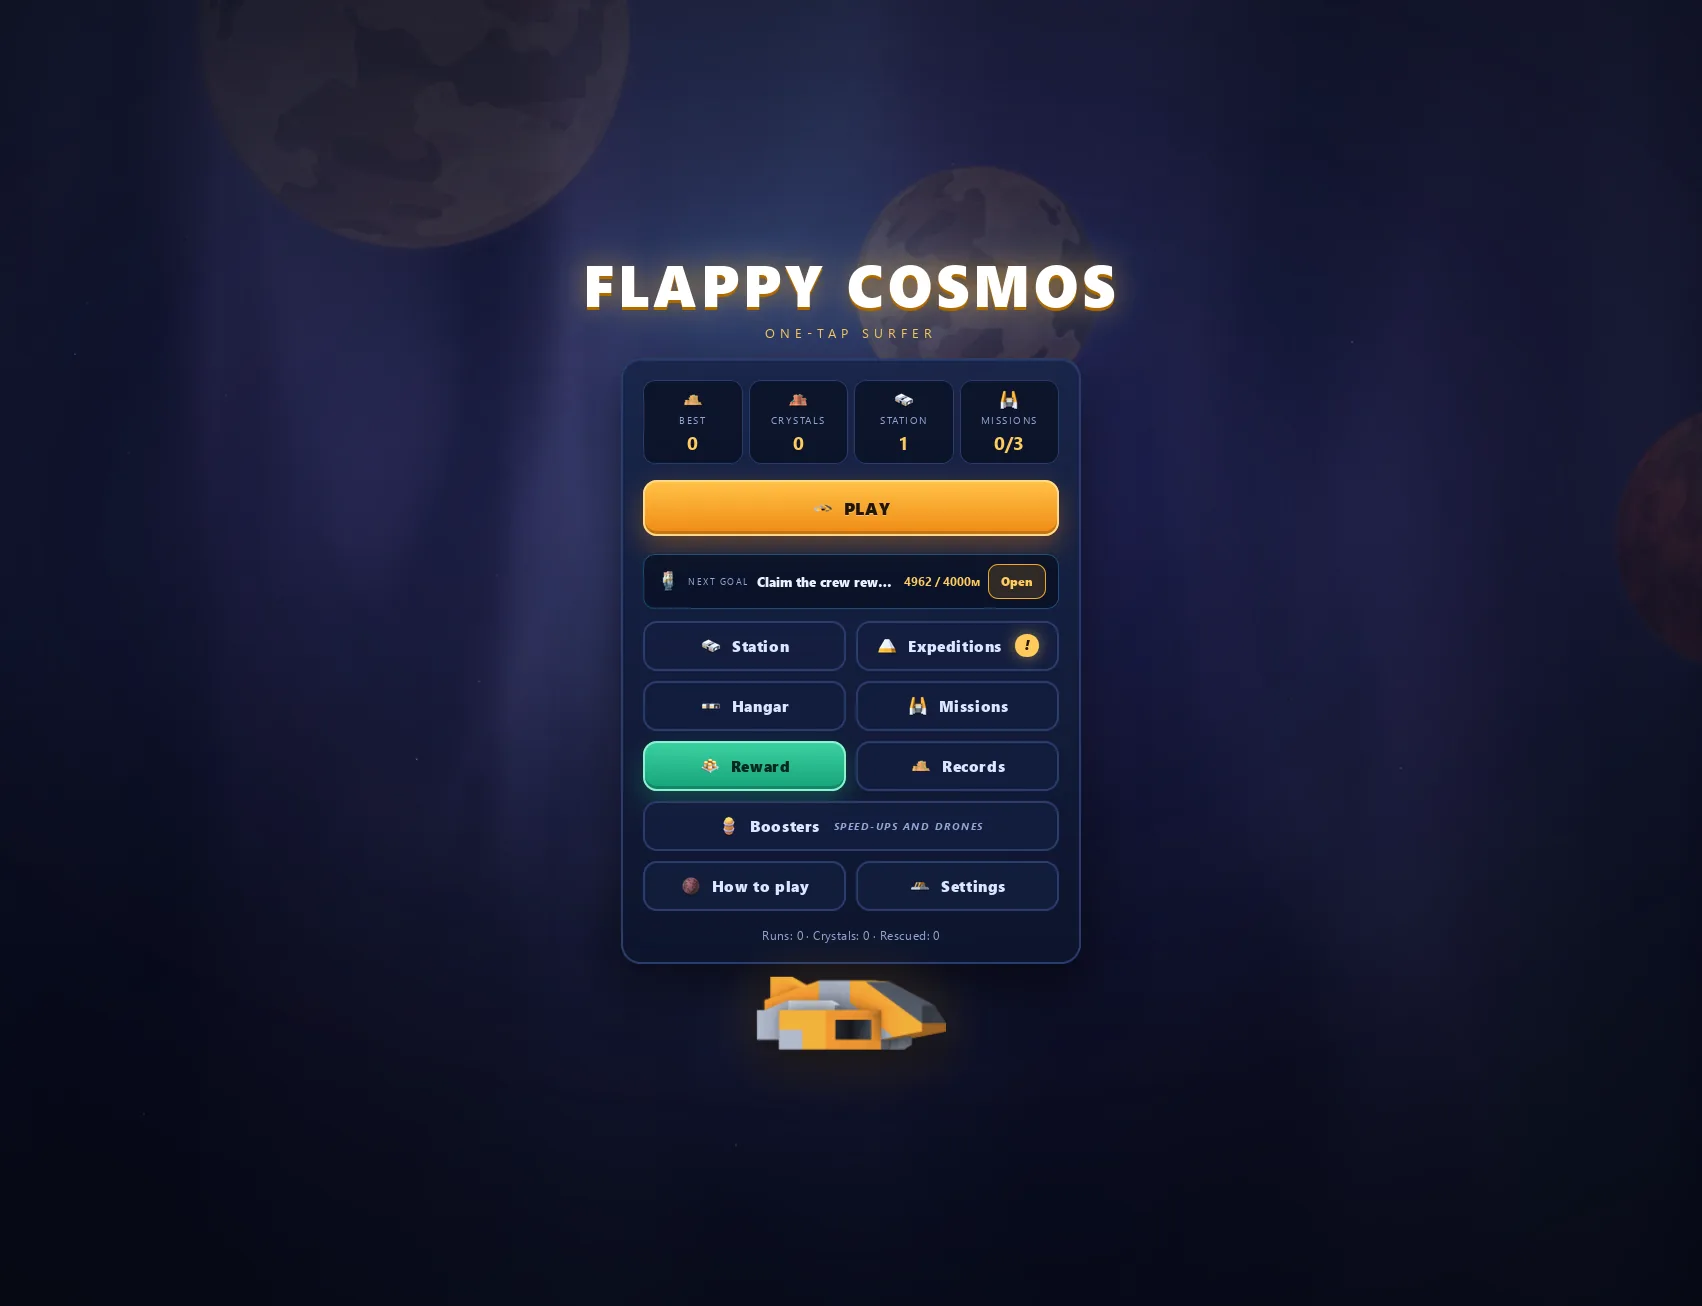 FLAPPY COSMOS
ONE-TAP SURFER
BEST CRYSTALS STATION MISSIONS
0 0 1 0/3
PLAY
NEXT GOAL Claim the crew rew... 4962 / 4000м Open
Station Expeditions !
Hangar Missions
Reward Records
Boosters SPEED-UPS AND DRONES
How to play Settings
Runs: 0 · Crystals: 0 · Rescued: 0